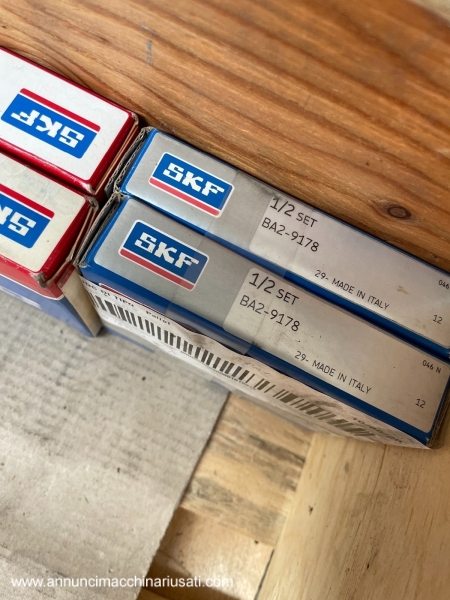 SKF
SKF
SKF
1/2 SET
BA2-9178
29- MADE IN ITALY
12
SKF
1/2 SET
BA2-9178
29- MADE IN ITALY
046 N
12
www.annuncimacchinariusati.com